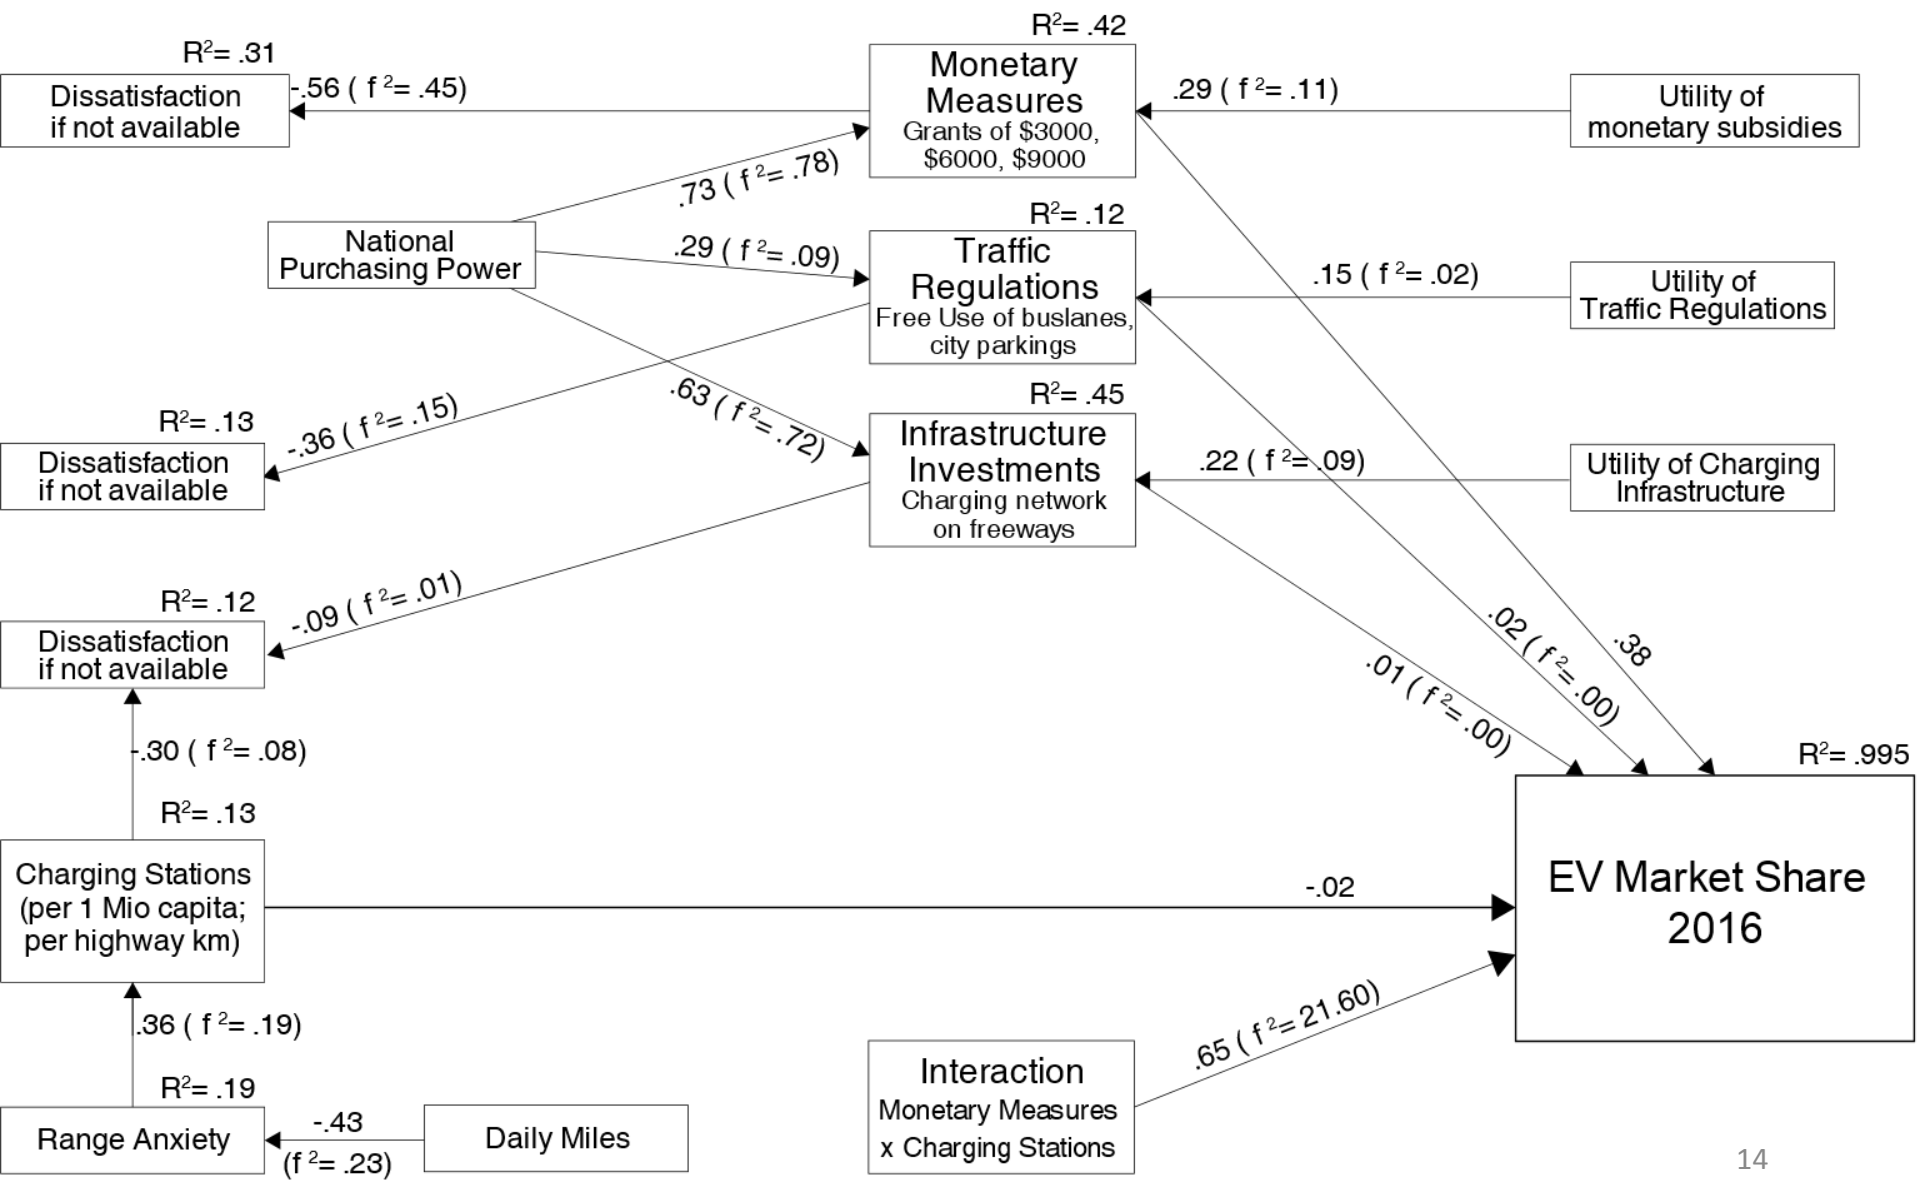 R²= .42
R²= .31
Monetary
Measures
Grants of $3000,
$6000, $9000
Dissatisfaction
if not available
-.56 ( f ²= .45)
.29 ( f ²= .11)
Utility of
monetary subsidies
.73 ( f ²= .78)
R²= .12
National
Purchasing Power
.29 ( f ²= .09)
Traffic
Regulations
Free Use of buslanes,
city parkings
.15 ( f ²= .02)
Utility of
Traffic Regulations
.63 ( f ²= .72)
R²= .45
-.36 ( f ²= .15)
R²= .13
Dissatisfaction
if not available
Infrastructure
Investments
Charging network
on freeways
.22 ( f ²= .09)
Utility of Charging
Infrastructure
-.09 ( f ²= .01)
R²= .12
Dissatisfaction
if not available
.01 ( f ²= .00)
.02 ( f ²= .00)
.38
-.30 ( f ²= .08)
R²= .995
R²= .13
Charging Stations
(per 1 Mio capita;
per highway km)
-.02
EV Market Share
2016
.36 ( f ²= .19)
.65 ( f ²= 21.60)
R²= .19
Range Anxiety
-.43
(f ²= .23)
Daily Miles
Interaction
Monetary Measures
x Charging Stations
14